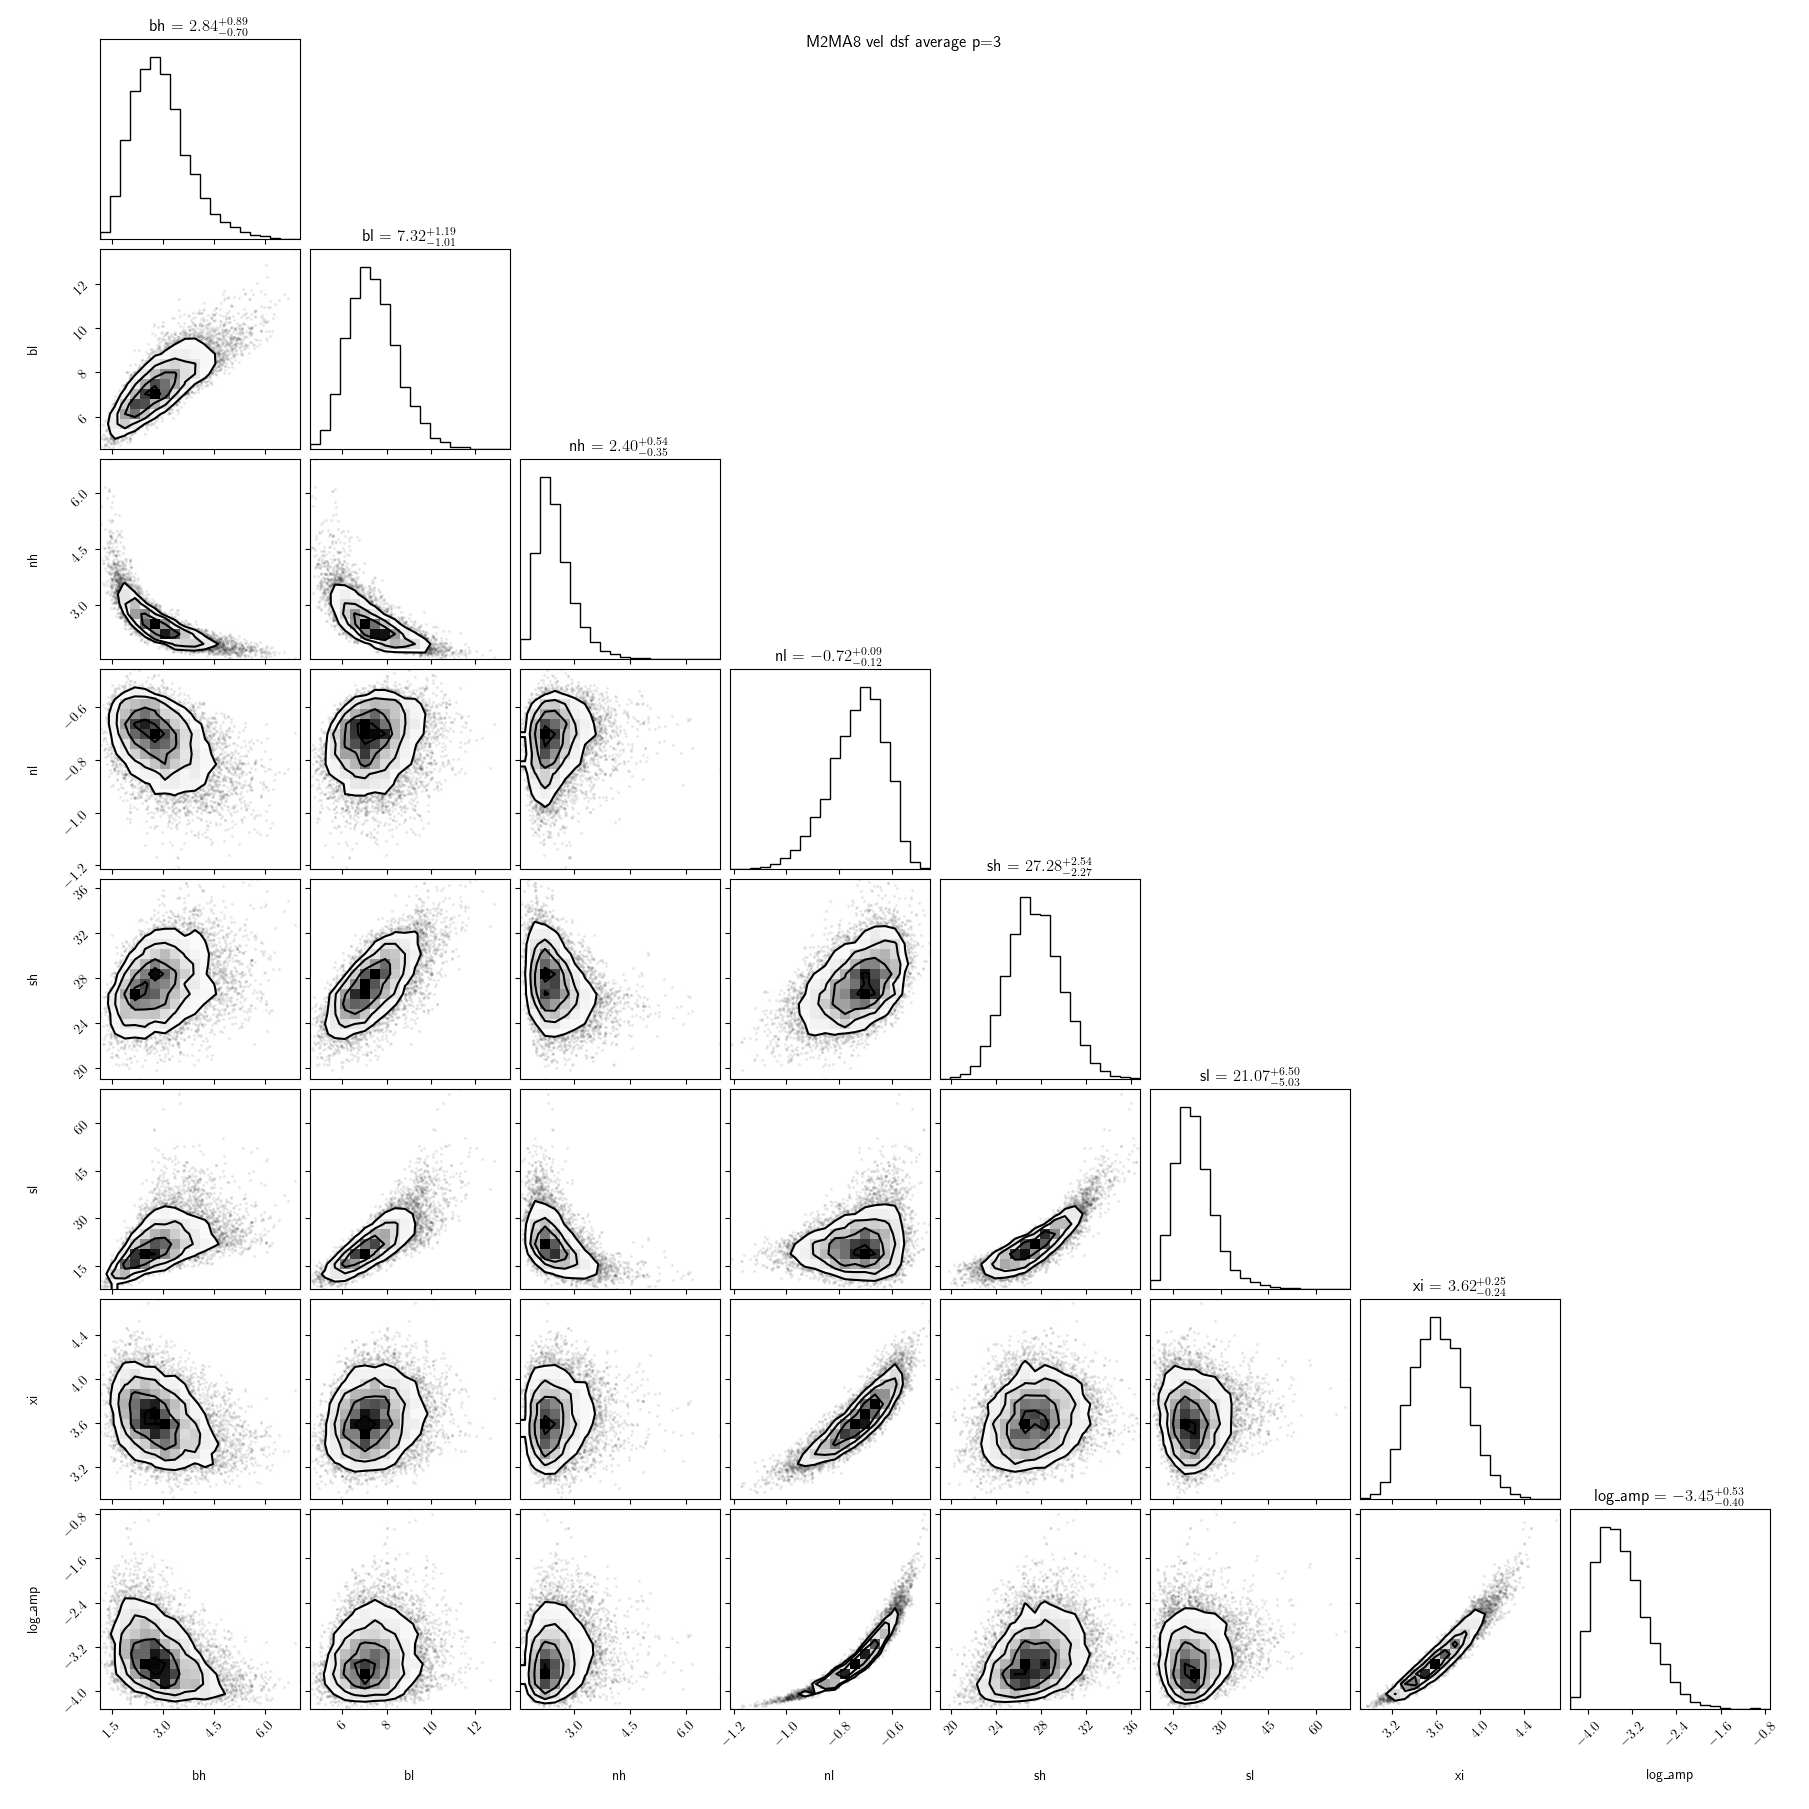 bh = 2.84+0.89−0.70
M2MA8 vel dsf average p=3
bl = 7.32+1.19−1.01
bl
12
10
8
6
nh = 2.40+0.54−0.35
nh
6.0
4.5
3.0
nl = −0.72+0.09−0.12
nl
−0.6
−0.8
−1.0
−1.2
sh = 27.28+2.54−2.27
sh
36
32
28
24
20
sl = 21.07+6.50−5.03
sl
60
45
30
15
xi = 3.62+0.25−0.24
xi
4.4
4.0
3.6
3.2
log_amp = −3.45+0.53−0.40
log_amp
−0.8
−1.6
−2.4
−3.2
−4.0
1.5 3.0 4.5 6.0 6 8 10 12 3.0 4.5 6.0 −1.2 −1.0 −0.8 −0.6 20 24 28 32 36 15 30 45 60 3.2 3.6 4.0 4.4 −4.0 −3.2 −2.4 −1.6 −0.8
bh bl nh nl sh sl xi log_amp